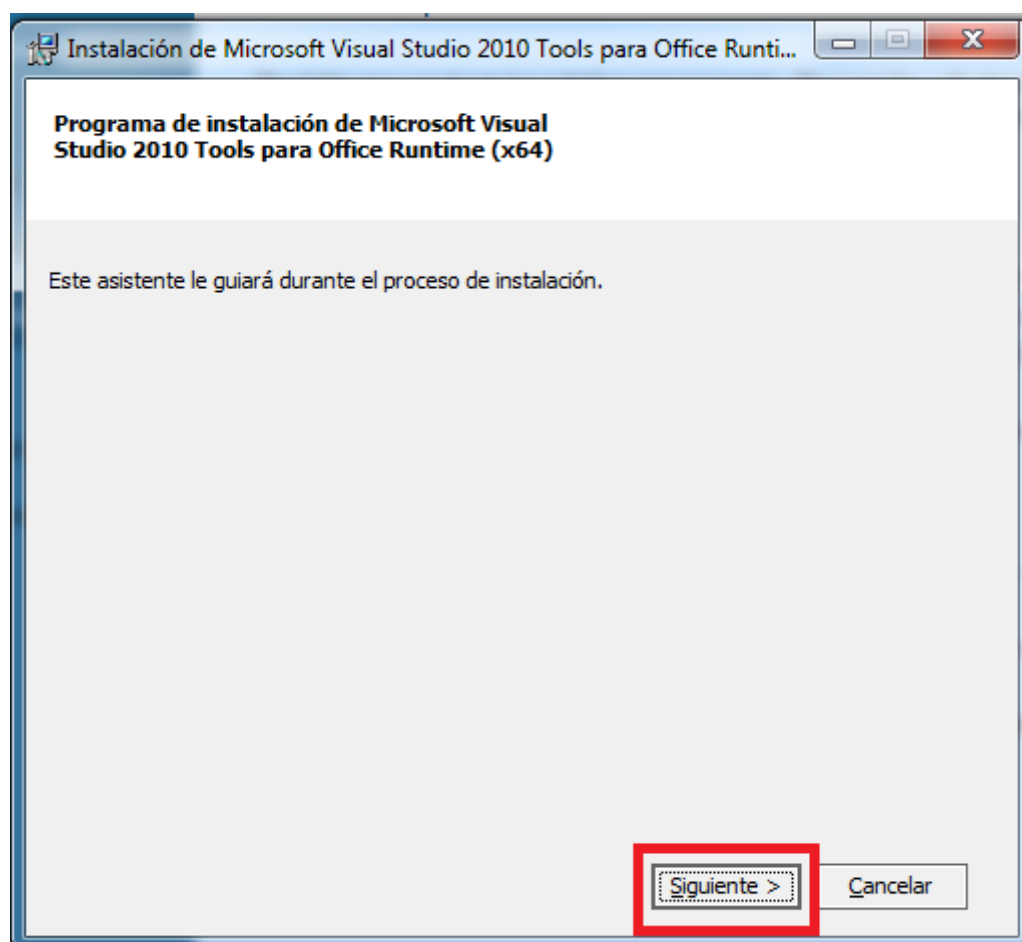 Instalación de Microsoft Visual Studio 2010 Tools para Office Runti...
Programa de instalación de Microsoft Visual
Studio 2010 Tools para Office Runtime (x64)
Este asistente le guiará durante el proceso de instalación.
Siguiente >
Cancelar